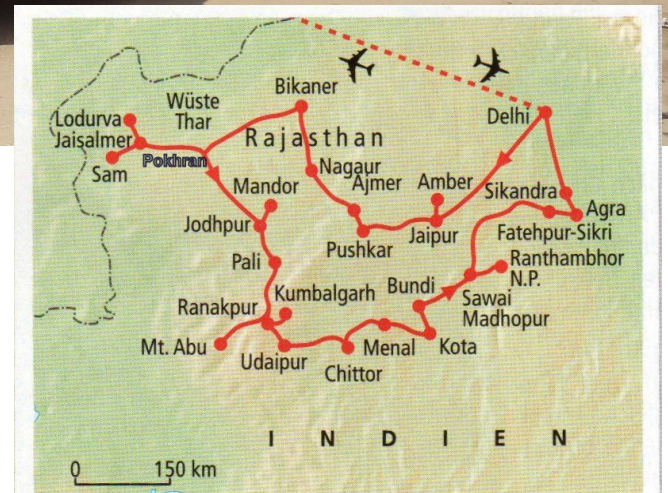 Bikaner
Wüste
Thar
Delhi
Lodurva
Jaisalmer
Rajasthan
Pokhran
Sam
Nagaur
Mandor
Ajmer
Amber
Sikandra
Agra
Jodhpur
Fatehpur-Sikri
Pushkar
Jaipur
Ranthambhor
N.P.
Pali
Bundi
Kumbalgarh
Sawai
Madhopur
Ranakpur
Mt. Abu
Udaipur
Menal
Kota
Chittor
INDIEN
0 150 km